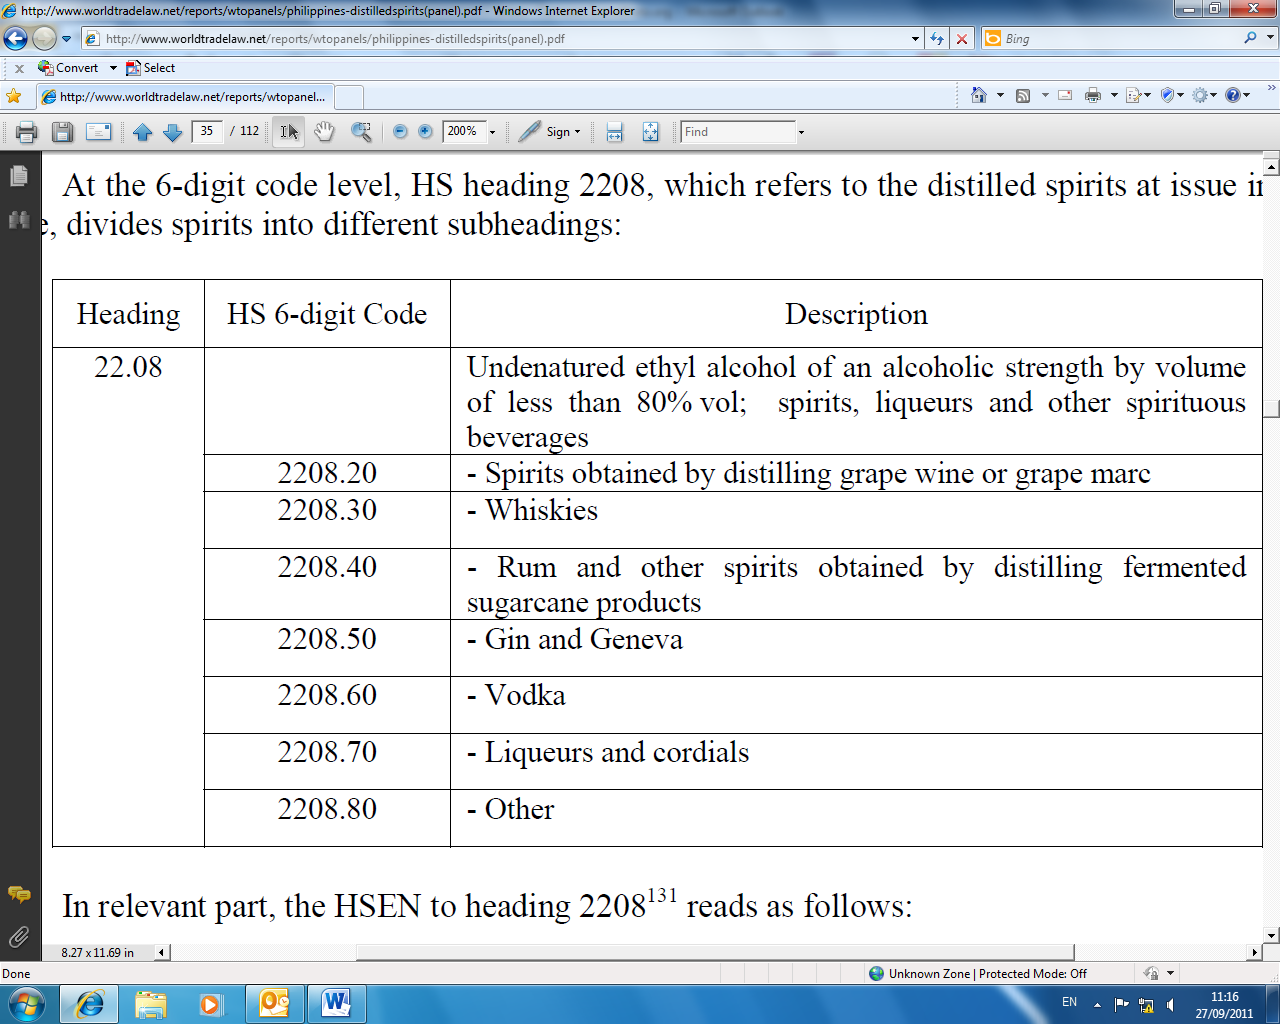 http://www.worldtradelaw.net/reports/wtopanels/philippines-distilledspirits(panel).pdf - Windows Internet Explorer
http://www.worldtradelaw.net/reports/wtopanels/philippines-distilledspirits(panel).pdf
Bing
x Convert Select
http://www.worldtradelaw.net/reports/wtopanel...
35 / 112 200% Sign Find
At the 6-digit code level, HS heading 2208, which refers to the distilled spirits at issue in
e, divides spirits into different subheadings:
Heading HS 6-digit Code Description
22.08 Undenatured ethyl alcohol of an alcoholic strength by volume
of less than 80% vol; spirits, liqueurs and other spirituous
beverages
2208.20 - Spirits obtained by distilling grape wine or grape marc
2208.30 - Whiskies
2208.40 - Rum and other spirits obtained by distilling fermented
sugarcane products
2208.50 - Gin and Geneva
2208.60 - Vodka
2208.70 - Liqueurs and cordials
2208.80 - Other
In relevant part, the HSEN to heading 2208131 reads as follows:
8.27 x 11.69 in
Done Unknown Zone | Protected Mode: Off
EN 11:16
27/09/2011